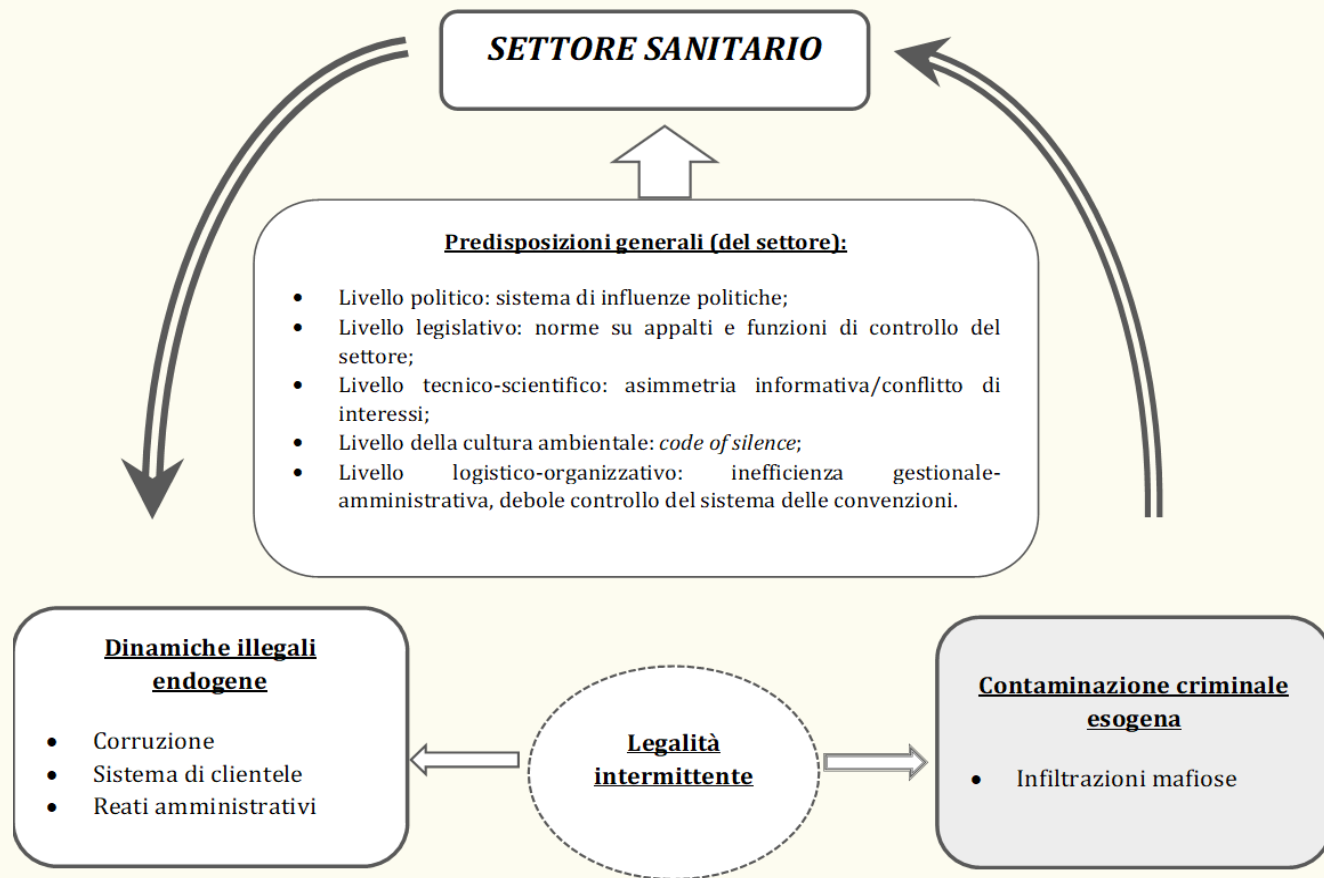 SETTORE SANITARIO
Predisposizioni generali (del settore):
• Livello politico: sistema di influenze politiche;
• Livello legislativo: norme su appalti e funzioni di controllo del
settore;
• Livello tecnico-scientifico: asimmetria informativa/conflitto di
interessi;
• Livello della cultura ambientale: code of silence;
• Livello logistico-organizzativo: inefficienza gestionale-
amministrativa, debole controllo del sistema delle convenzioni.
Dinamiche illegali
endogene
• Corruzione
• Sistema di clientele
• Reati amministrativi
Legalità
intermittente
Contaminazione criminale
esogena
• Infiltrazioni mafiose